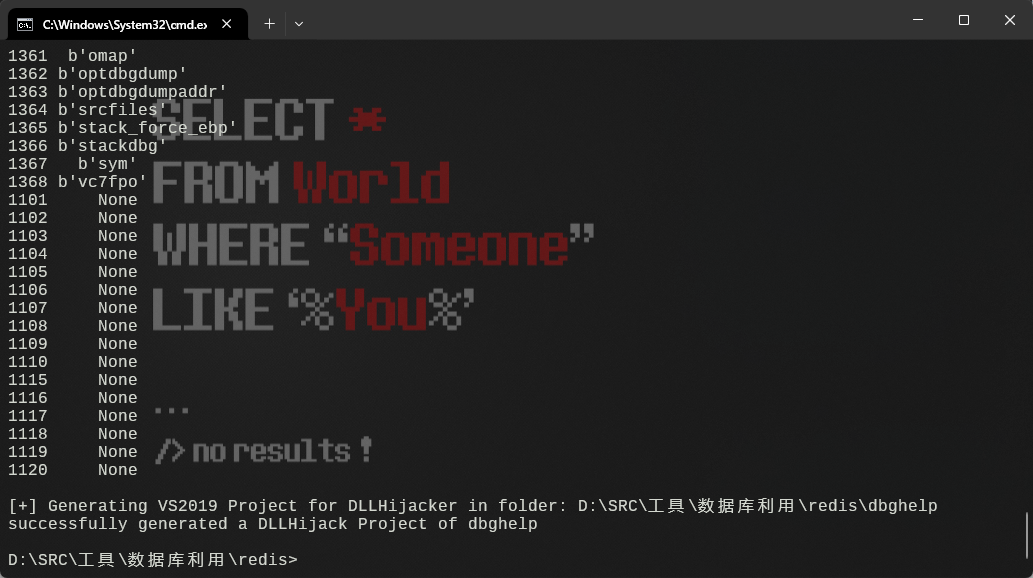 C:\Windows\System32\cmd.ex
1361  b'omap'
1362 b'optdbgdump'
1363 b'optdbgdumpaddr'
1364 b'srcfiles'
1365 b'stack_force_ebp'
1366 b'stackdbg'
1367   b'sym'
1368 b'vc7fpo'
1101     None
1102     None
1103     None
1104     None
1105     None
1106     None
1107     None
1108     None
1109     None
1110     None
1115     None
1116     None
1117     None
1118     None
1119     None
1120     None
[+] Generating VS2019 Project for DLLHijacker in folder: D:\SRC\工具\数据库利用\redis\dbghelp
successfully generated a DLLHijack Project of dbghelp
D:\SRC\工具\数据库利用\redis>
SELECT *
FROM World
WHERE “Someone”
LIKE ‘%You%’
...
/> no results !